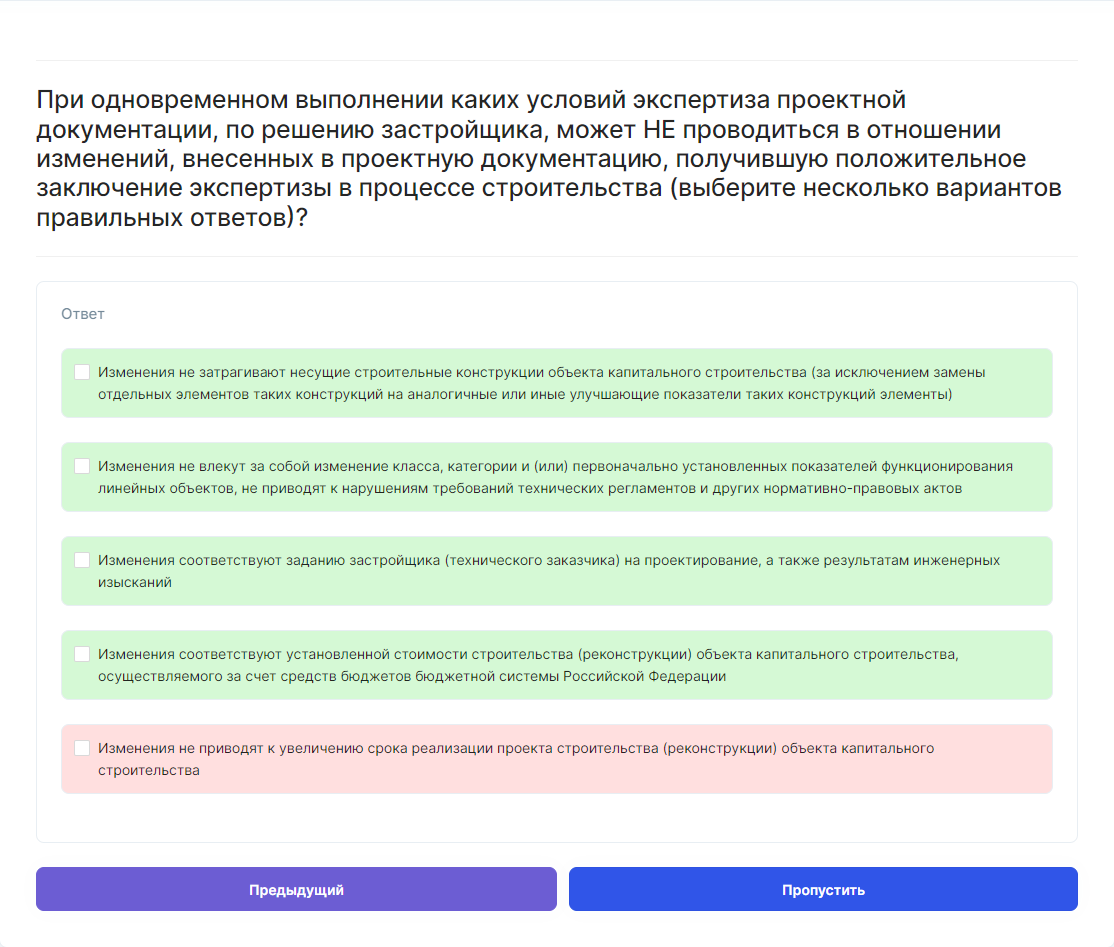 При одновременном выполнении каких условий экспертиза проектной
документации, по решению застройщика, может НЕ проводиться в отношении
изменений, внесенных в проектную документацию, получившую положительное
заключение экспертизы в процессе строительства (выберите несколько вариантов
правильных ответов)?
Ответ
Изменения не затрагивают несущие строительные конструкции объекта капитального строительства (за исключением замены
отдельных элементов таких конструкций на аналогичные или иные улучшающие показатели таких конструкций элементы)
Изменения не влекут за собой изменение класса, категории и (или) первоначально установленных показателей функционирования
линейных объектов, не приводят к нарушениям требований технических регламентов и других нормативно-правовых актов
Изменения соответствуют заданию застройщика (технического заказчика) на проектирование, а также результатам инженерных
изысканий
Изменения соответствуют установленной стоимости строительства (реконструкции) объекта капитального строительства,
осуществляемого за счет средств бюджетов бюджетной системы Российской Федерации
Изменения не приводят к увеличению срока реализации проекта строительства (реконструкции) объекта капитального
строительства
Предыдущий
Пропустить